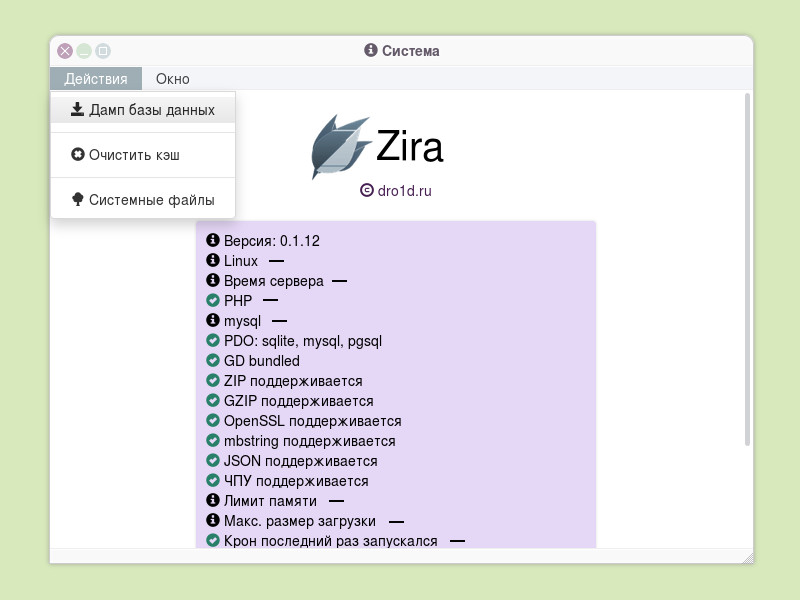 Система
Действия Окно
Дамп базы данных
Очистить кэш
Системные файлы
Zira
© dro1d.ru
Версия: 0.1.12
Linux —
Время сервера —
PHP —
mysql —
PDO: sqlite, mysql, pgsql
GD bundled
ZIP поддерживается
GZIP поддерживается
OpenSSL поддерживается
mbstring поддерживается
JSON поддерживается
ЧПУ поддерживается
Лимит памяти —
Макс. размер загрузки —
Крон последний раз запускался —